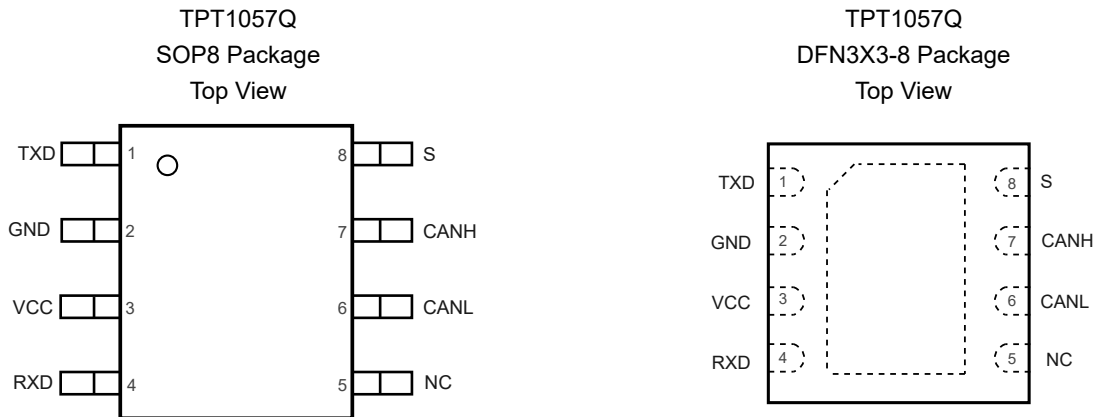 TPT1057Q
SOP8 Package
Top View
TXD 1 8 S
GND 2 7 CANH
VCC 3 6 CANL
RXD 4 5 NC
TPT1057Q
DFN3X3-8 Package
Top View
TXD 1 8 S
GND 2 7 CANH
VCC 3 6 CANL
RXD 4 5 NC